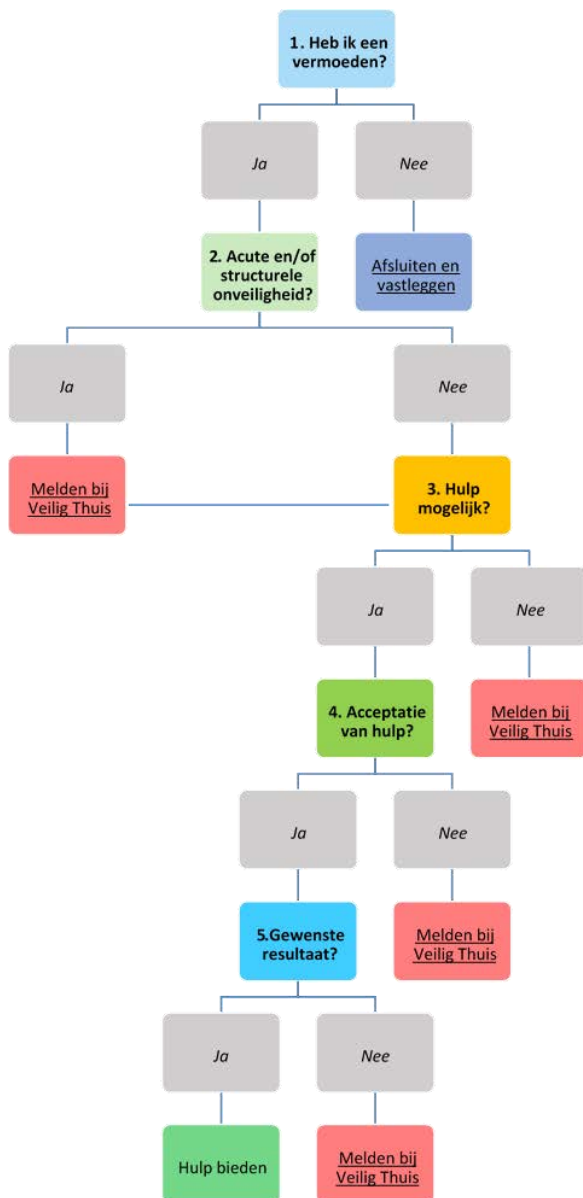 1. Heb ik een
vermoeden?
Ja
Nee
2. Acute en/of
structurele
onveiligheid?
Afsluiten en
vastleggen
Ja
Nee
Melden bij
Veilig Thuis
3. Hulp
mogelijk?
Ja
Nee
4. Acceptatie
van hulp?
Melden bij
Veilig Thuis
Ja
Nee
5.Gewenste
resultaat?
Melden bij
Veilig Thuis
Ja
Nee
Hulp bieden
Melden bij
Veilig Thuis